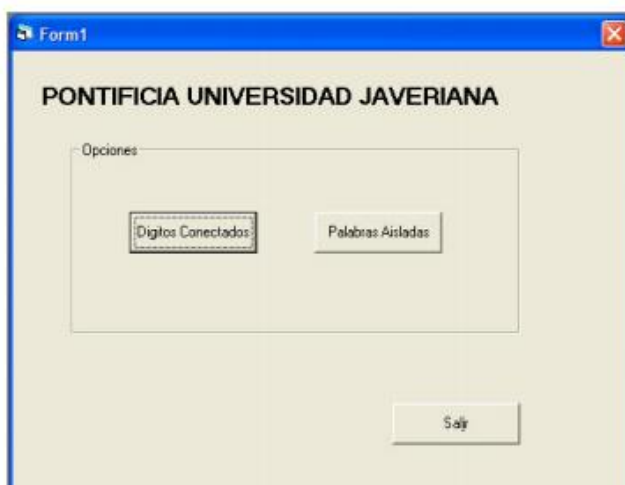 Form1
PONTIFICIA UNIVERSIDAD JAVERIANA
Opciones
Digitos Conectados
Palabras Aisladas
Salir